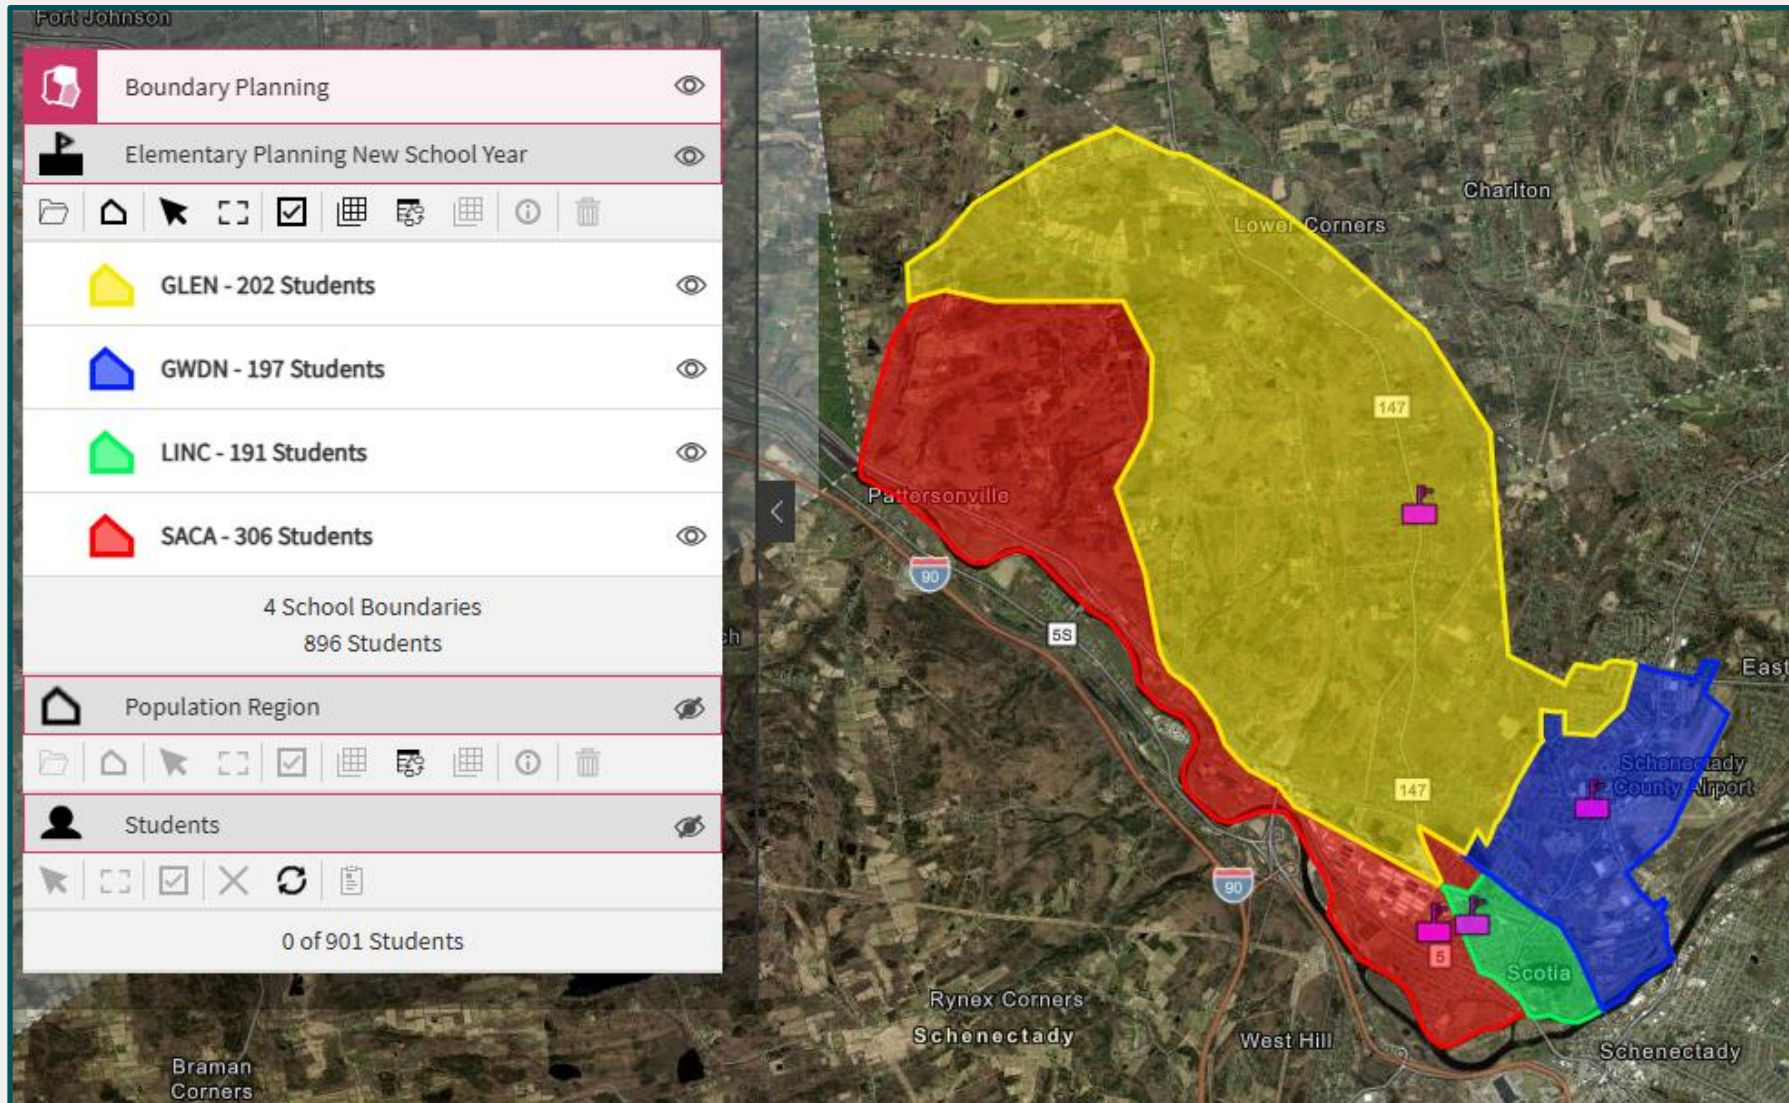 Fort Johnson
Boundary Planning
Elementary Planning New School Year
GLEN - 202 Students
GWDN - 197 Students
LINC - 191 Students
SACA - 306 Students
4 School Boundaries
896 Students
Population Region
Students
0 of 901 Students
Charlton
Lower Corners
147
Pattersonville
90
5S
East
Schenectady
County Airport
147
90
5
Scotia
Rynex Corners
Schenectady
West Hill
Schenectady
Braman
Corners